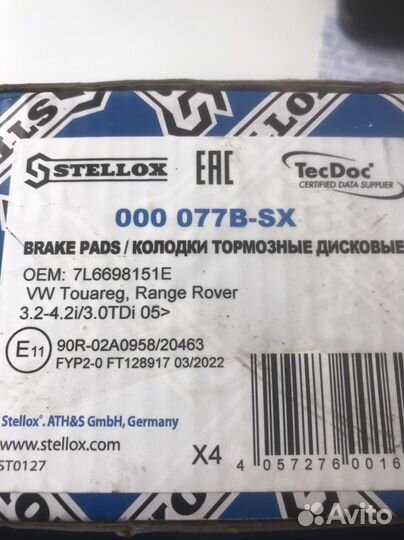 STELLOX
EAC
TecDoc
CERTIFIED DATA SUPPLIER
000 077B-SX
BRAKE PADS / КОЛОДКИ ТОРМОЗНЫЕ ДИСКОВЫЕ
OEM: 7L6698151E
VW Touareg, Range Rover
3.2-4.2i/3.0TDi 05>
E11 90R-02A0958/20463
FYP2-0 FT128917 03/2022
Stellox®. ATH&S GmbH, Germany
www.stellox.com
ST0127
X4
4 057276 0016
Avito